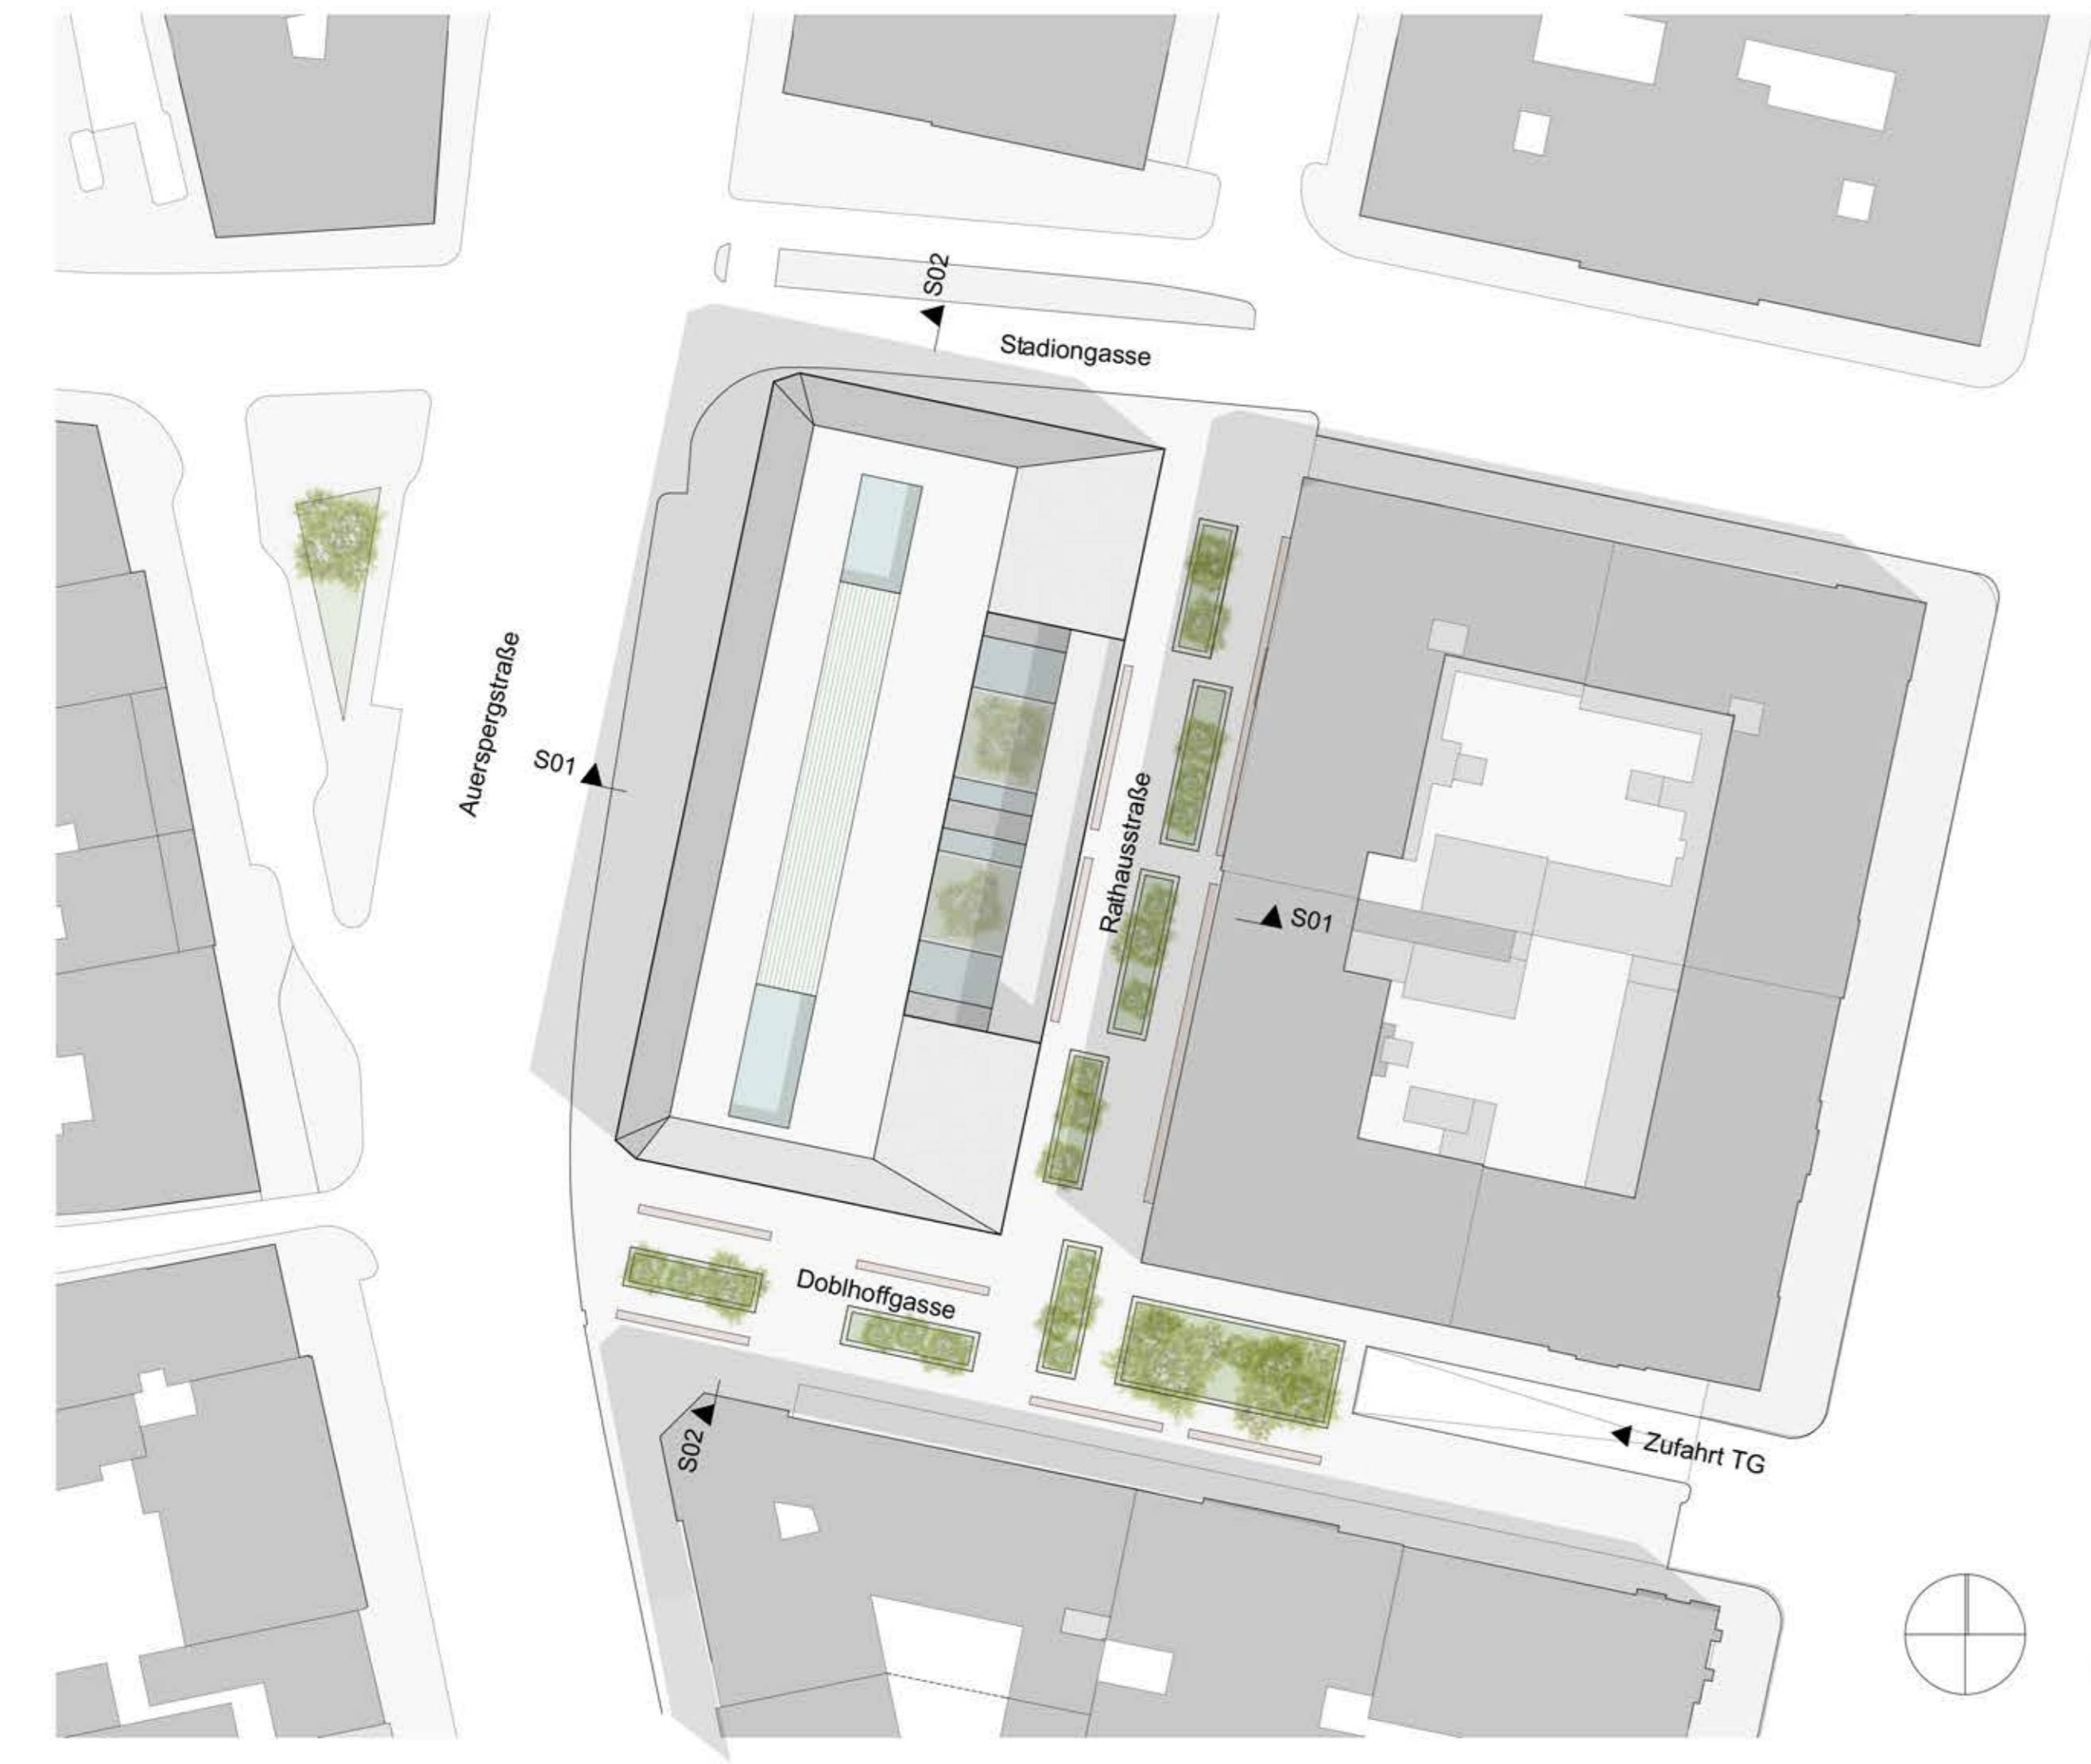 S02
Stadiongasse
Auerspergstraße
S01
Rathausstraße
S01
Doblhoffgasse
S02
Zufahrt TG